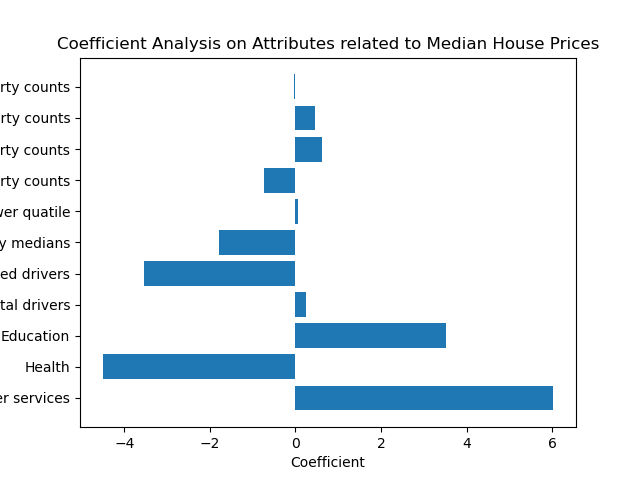 Coefficient Analysis on Attributes related to Median House Prices
rty counts
rty counts
rty counts
rty counts
ver quatile
y medians
ed drivers
tal drivers
Education
Health
er services
−4
−2
0
2
4
6
Coefficient